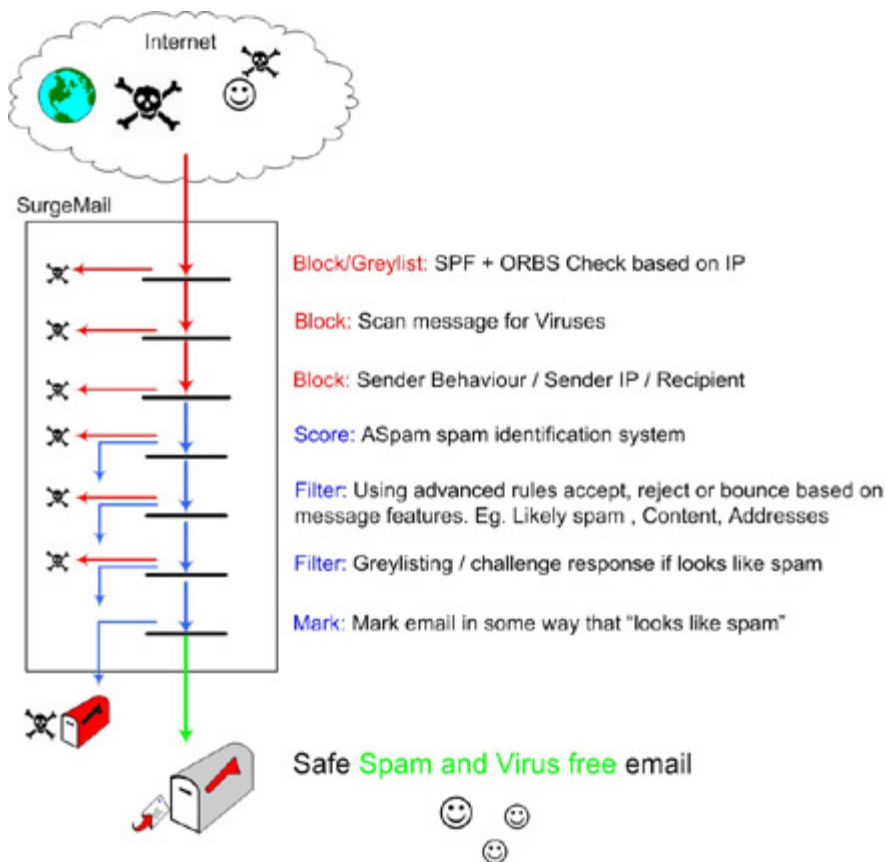 Internet
SurgeMail
Block/Greylist: SPF + ORBS Check based on IP
Block: Scan message for Viruses
Block: Sender Behaviour / Sender IP / Recipient
Score: ASpam spam identification system
Filter: Using advanced rules accept, reject or bounce based on
message features. Eg. Likely spam , Content, Addresses
Filter: Greylisting / challenge response if looks like spam
Mark: Mark email in some way that “looks like spam”
Safe Spam and Virus free email